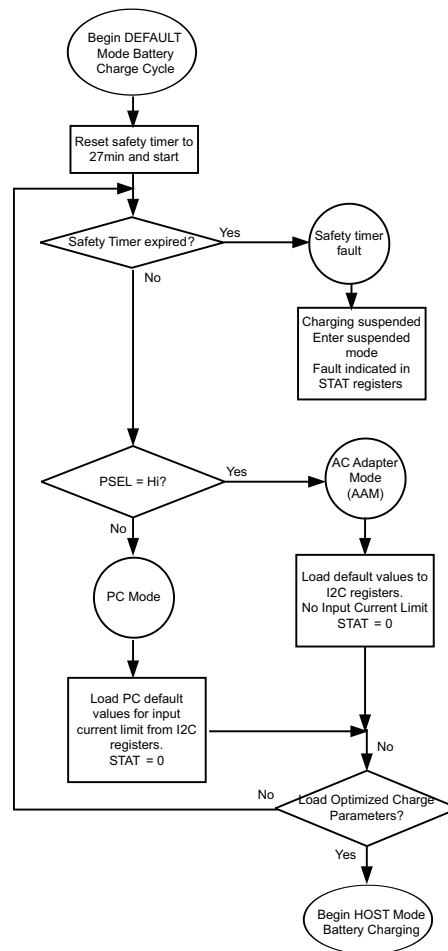 Begin DEFAULT
Mode Battery
Charge Cycle
Reset safety timer to
27min and start
Safety Timer expired?
Yes
Safety timer
fault
No
Charging suspended
Enter suspended
mode
Fault indicated in
STAT registers
PSEL = Hi?
Yes
AC Adapter
Mode
(AAM)
No
PC Mode
Load default values to
I2C registers.
No Input Current Limit
STAT = 0
Load PC default
values for input
current limit from I2C
registers.
STAT = 0
No
No
Load Optimized Charge
Parameters?
Yes
Begin HOST Mode
Battery Charging